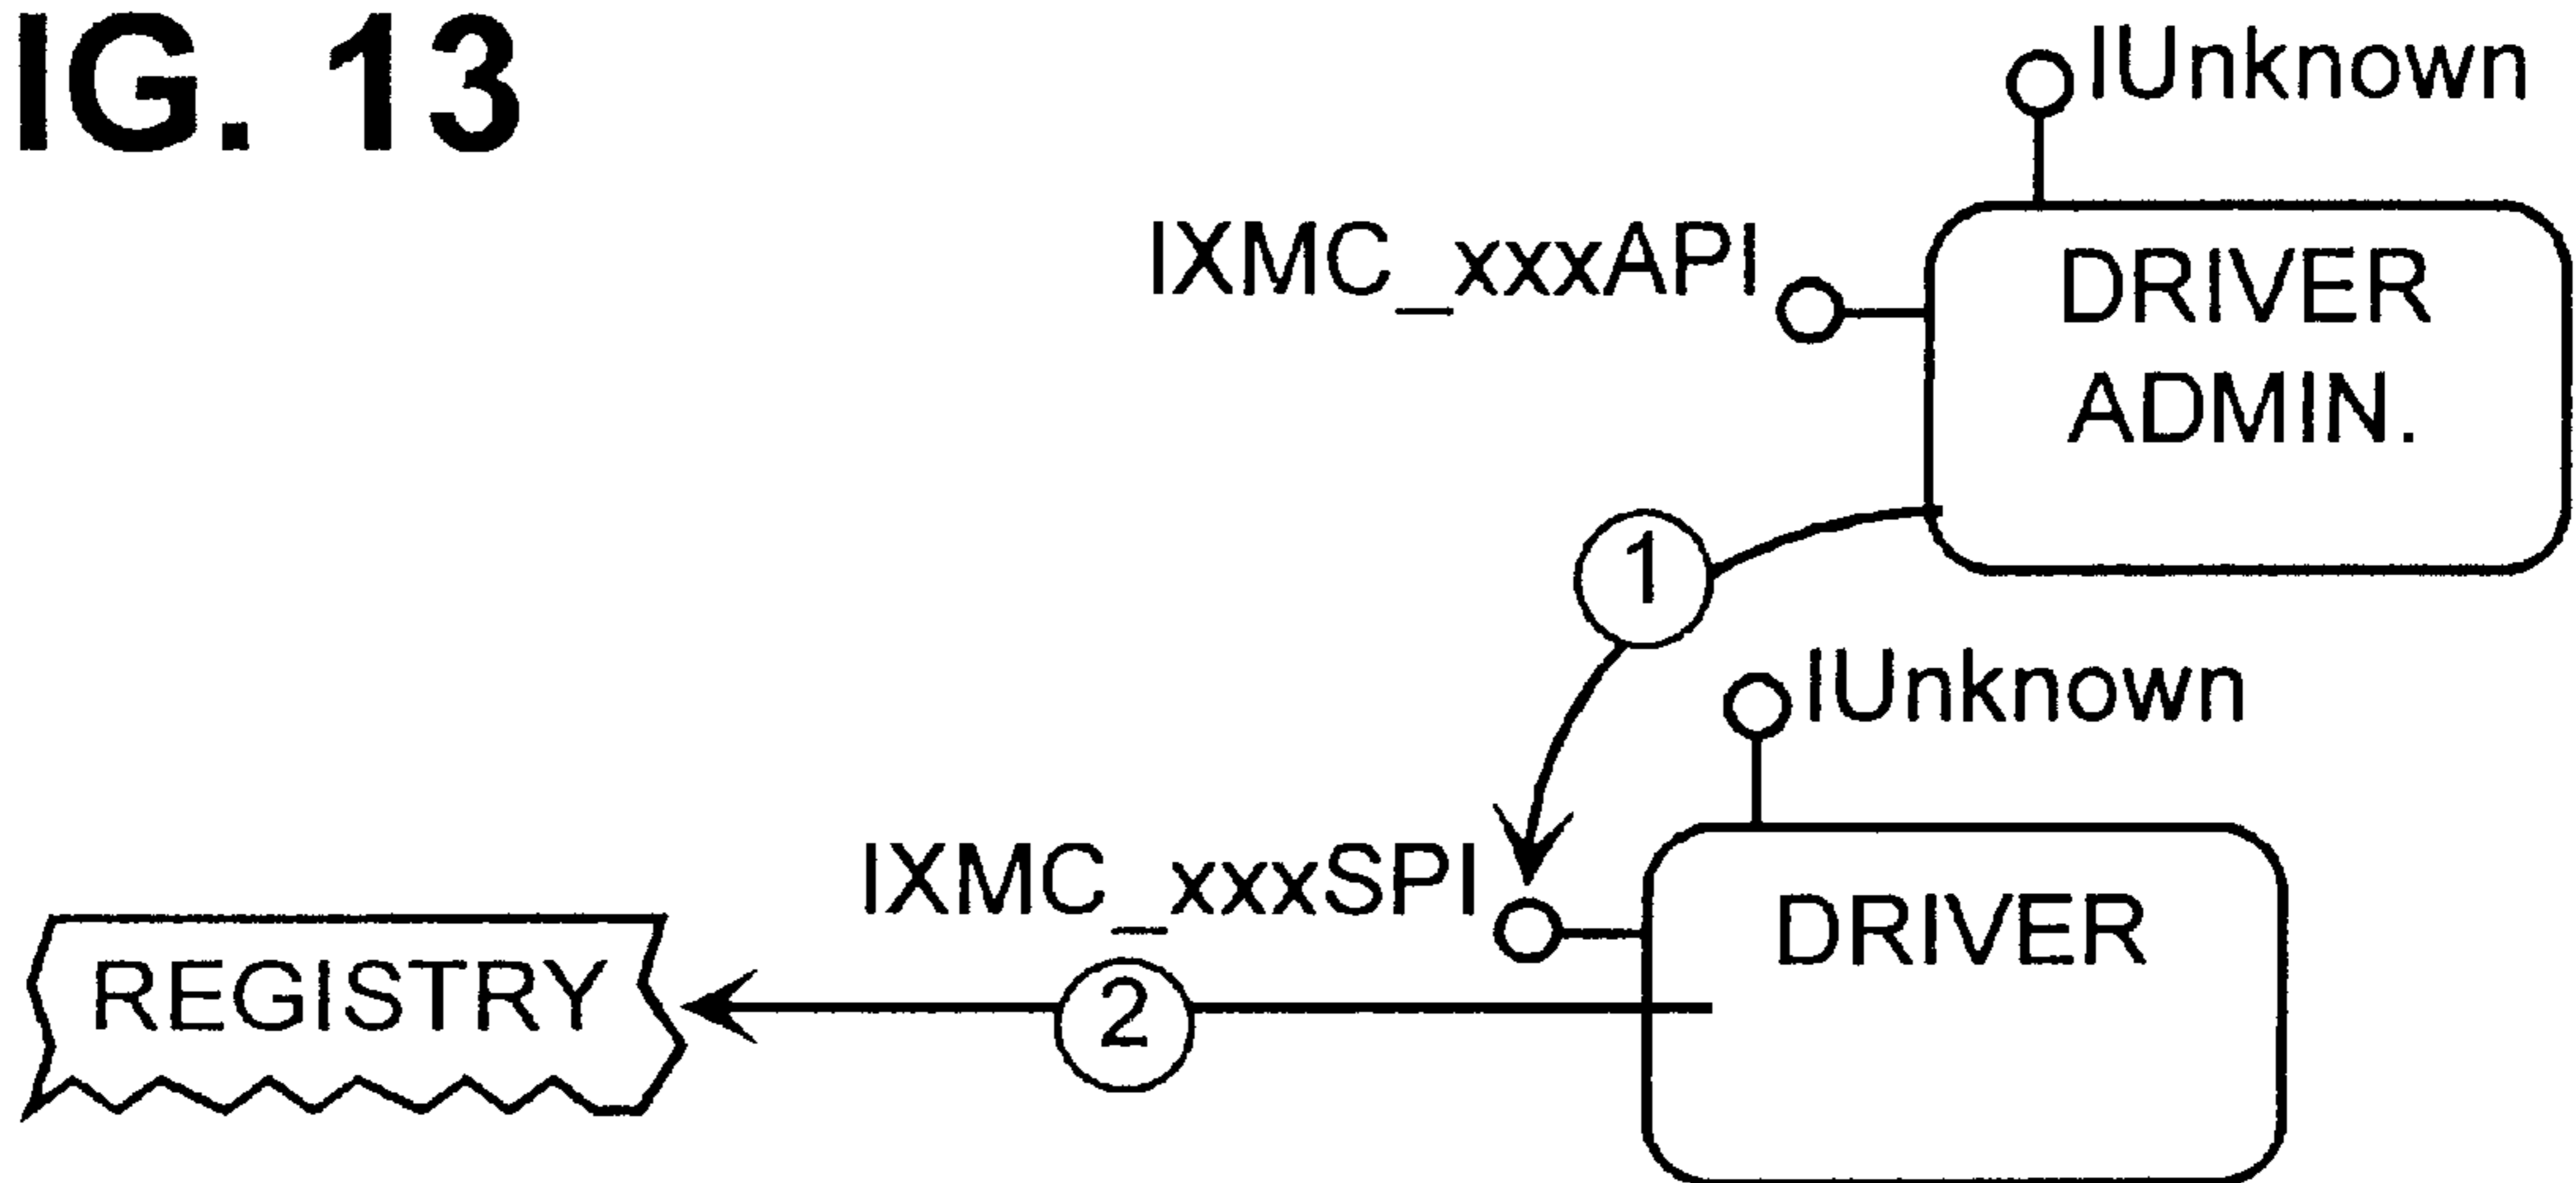 IG. 13
IUnknown
IXMC_xxxAPI
DRIVER
ADMIN.
1
IUnknown
IXMC_xxxSPI
DRIVER
REGISTRY
2